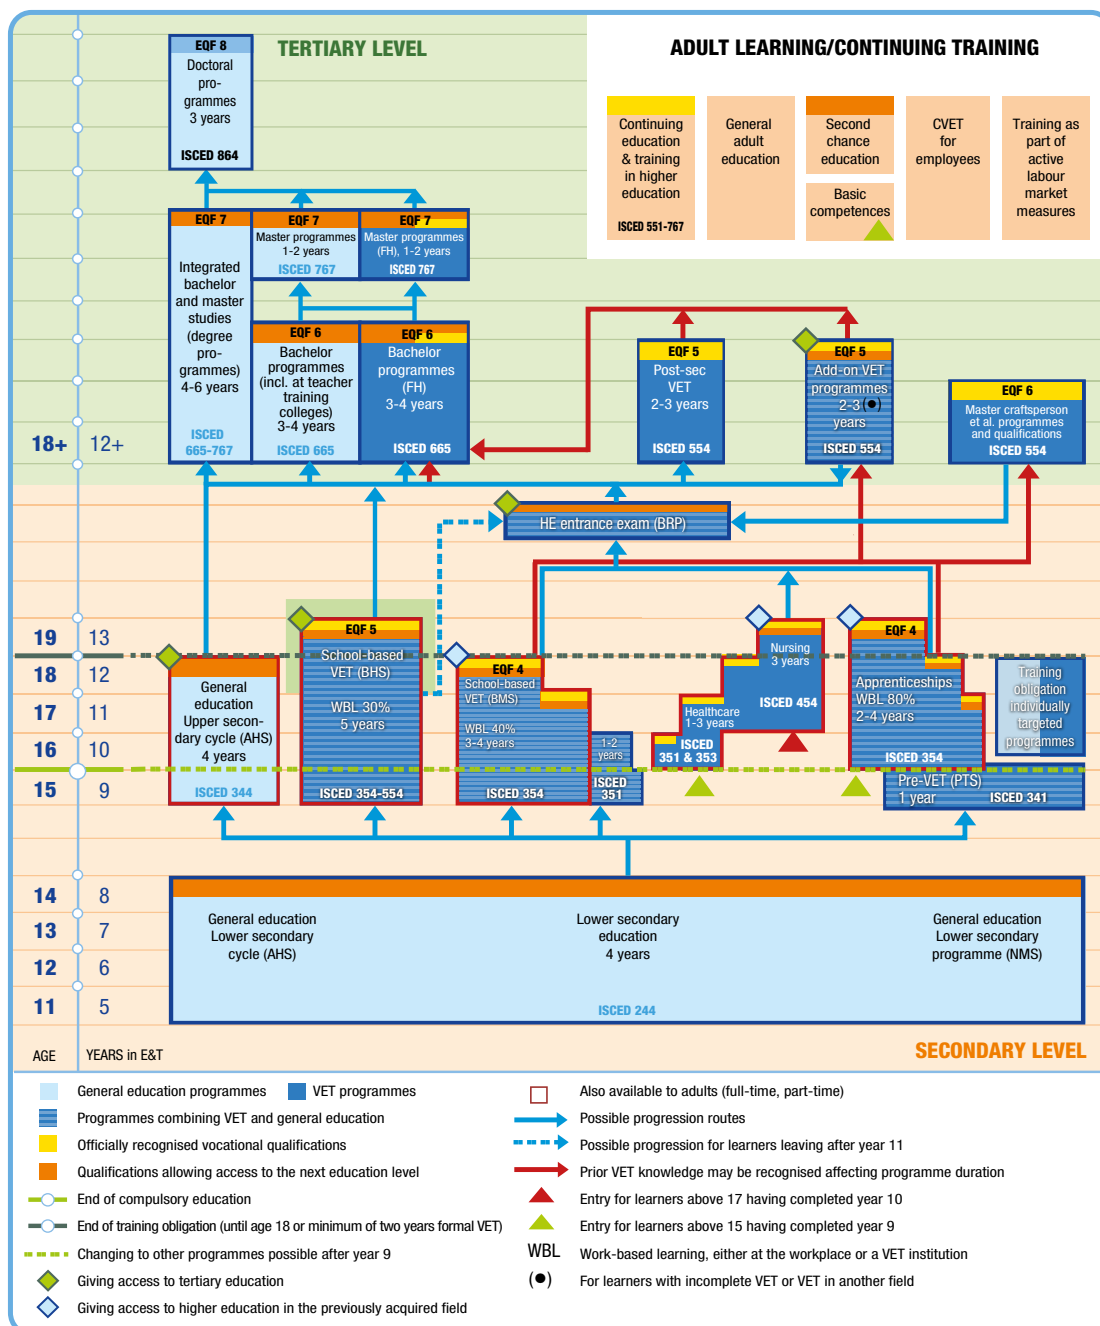 TERTIARY LEVEL
ADULT LEARNING/CONTINUING TRAINING
EQF 8
Doctoral
pro-
grammes
3 years
ISCED 864
Continuing
education
& training
in higher
education
ISCED 551-767
General
adult
education
Second
chance
education
Basic
competences
CVET
for
employees
Training as
part of
active
labour
market
measures
EQF 7
Integrated
bachelor
and master
studies
(degree
pro-
grammes)
4-6 years
ISCED
665-767
EQF 7
Master programmes
1-2 years
ISCED 767
EQF 7
Master programmes
(FH), 1-2 years
ISCED 767
EQF 6
Bachelor
programmes
(incl. at teacher
training
colleges)
3-4 years
ISCED 665
EQF 6
Bachelor
programmes
(FH)
3-4 years
ISCED 665
EQF 5
Post-sec
VET
2-3 years
ISCED 554
EQF 5
Add-on VET
programmes
2-3 (●)
years
ISCED 554
EQF 6
Master craftsperson
et al. programmes
and qualifications
ISCED 554
18+ 12+
HE entrance exam (BRP)
19 13
18 12
17 11
16 10
15 9
General
education
Upper secon-
dary cycle (AHS)
4 years
ISCED 344
EQF 5
School-based
VET (BHS)
WBL 30%
5 years
ISCED 354-554
EQF 4
School-based
VET (BMS)
WBL 40%
3-4 years
ISCED 354
1-2
years
ISCED
351
Healthcare
1-3 years
ISCED
351 & 353
Nursing
3 years
ISCED 454
EQF 4
Apprenticeships
WBL 80%
2-4 years
ISCED 354
Training
obligation
individually
targeted
programmes
Pre-VET (PTS)
1 year
ISCED 341
14 8
13 7
12 6
11 5
General education
Lower secondary
cycle (AHS)
Lower secondary
education
4 years
General education
Lower secondary
programme (NMS)
ISCED 244
AGE YEARS in E&T
SECONDARY LEVEL
General education programmes
VET programmes
Programmes combining VET and general education
Officially recognised vocational qualifications
Qualifications allowing access to the next education level
End of compulsory education
End of training obligation (until age 18 or minimum of two years formal VET)
Changing to other programmes possible after year 9
Giving access to tertiary education
Giving access to higher education in the previously acquired field
Also available to adults (full-time, part-time)
Possible progression routes
Possible progression for learners leaving after year 11
Prior VET knowledge may be recognised affecting programme duration
Entry for learners above 17 having completed year 10
Entry for learners above 15 having completed year 9
WBL Work-based learning, either at the workplace or a VET institution
(●) For learners with incomplete VET or VET in another field